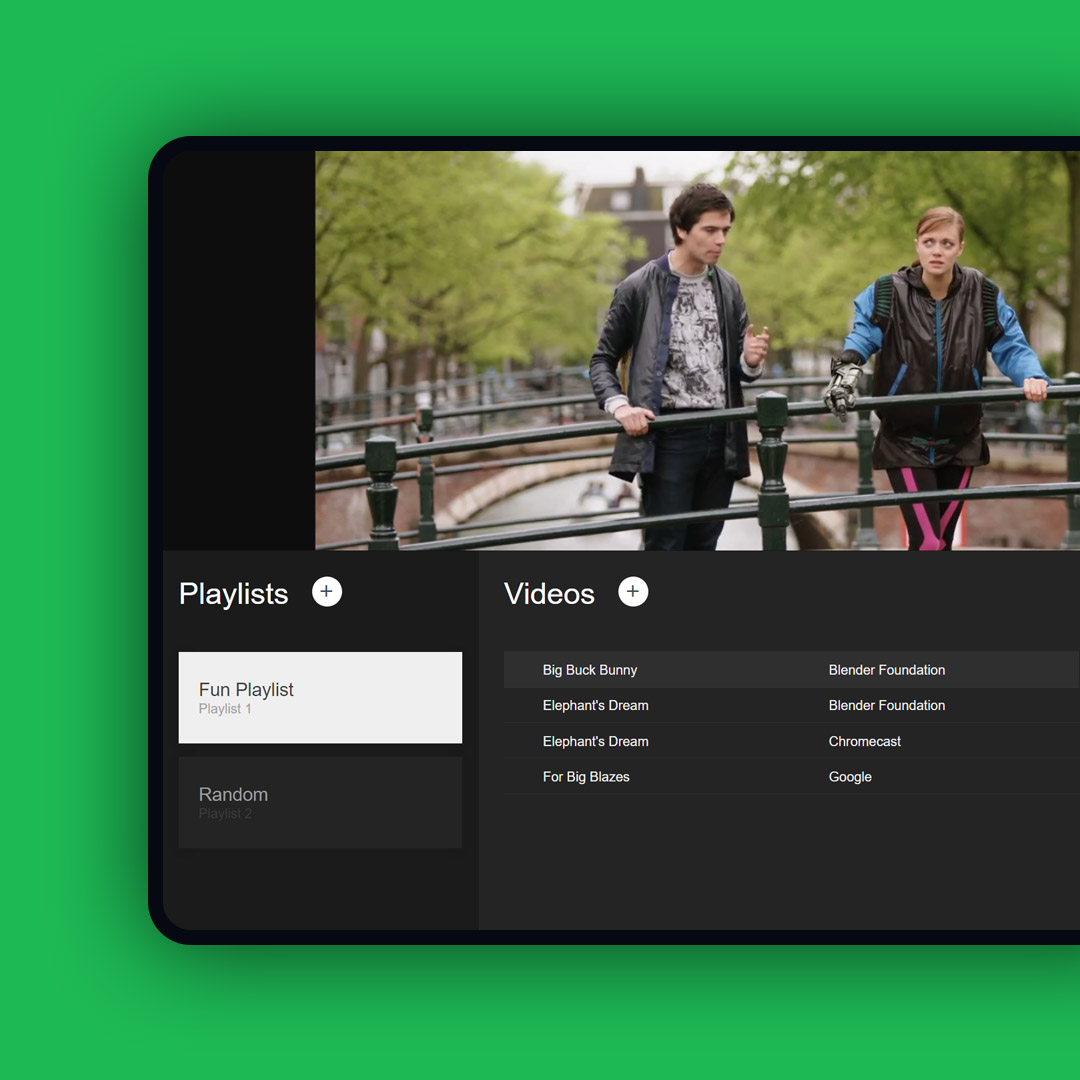 Playlists +
Videos +
Fun Playlist
Playlist 1
Random
Playlist 2
Big Buck Bunny Blender Foundation
Elephant's Dream Blender Foundation
Elephant's Dream Chromecast
For Big Blazes Google